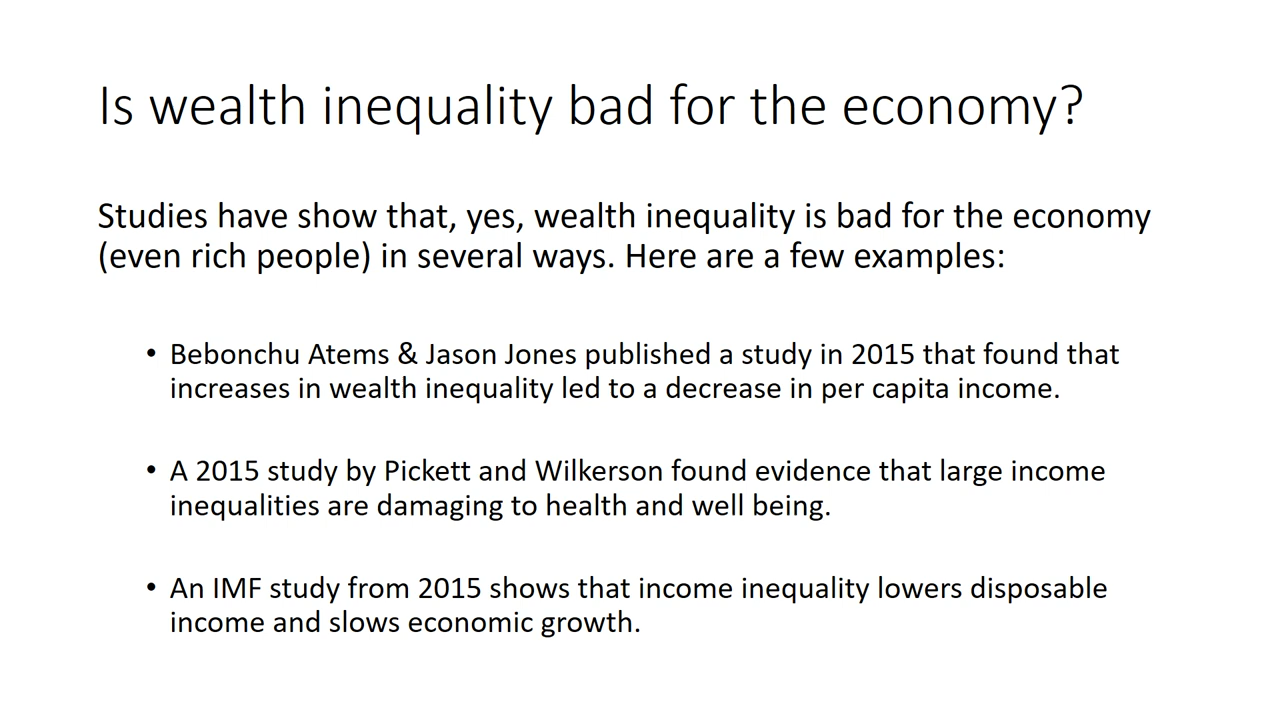 Is wealth inequality bad for the economy?
Studies have show that, yes, wealth inequality is bad for the economy
(even rich people) in several ways. Here are a few examples:
• Bebonchu Atems & Jason Jones published a study in 2015 that found that
increases in wealth inequality led to a decrease in per capita income.
• A 2015 study by Pickett and Wilkerson found evidence that large income
inequalities are damaging to health and well being.
• An IMF study from 2015 shows that income inequality lowers disposable
income and slows economic growth.